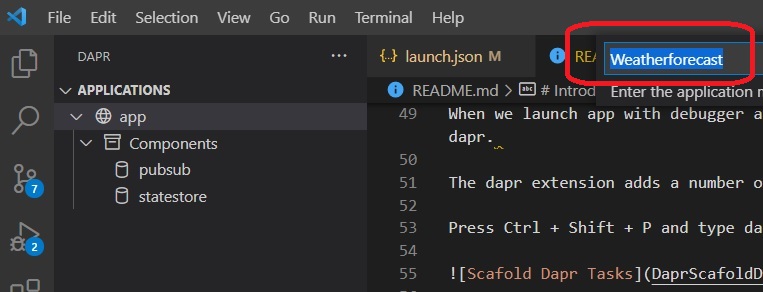 File Edit Selection View Go Run Terminal Help
DAPR ...
APPLICATIONS
app
Components
pubsub
statestore
7
2
{..} launch.json M
Weatherforecast
README.md > # Introd
Enter the application
49 When we launch app with debugger a
dapr.
50
51 The dapr extension adds a number o
52
53 Press Ctrl + Shift + P and type da
54
55 ![Scafold Dapr Tasks](DaprScafoldD